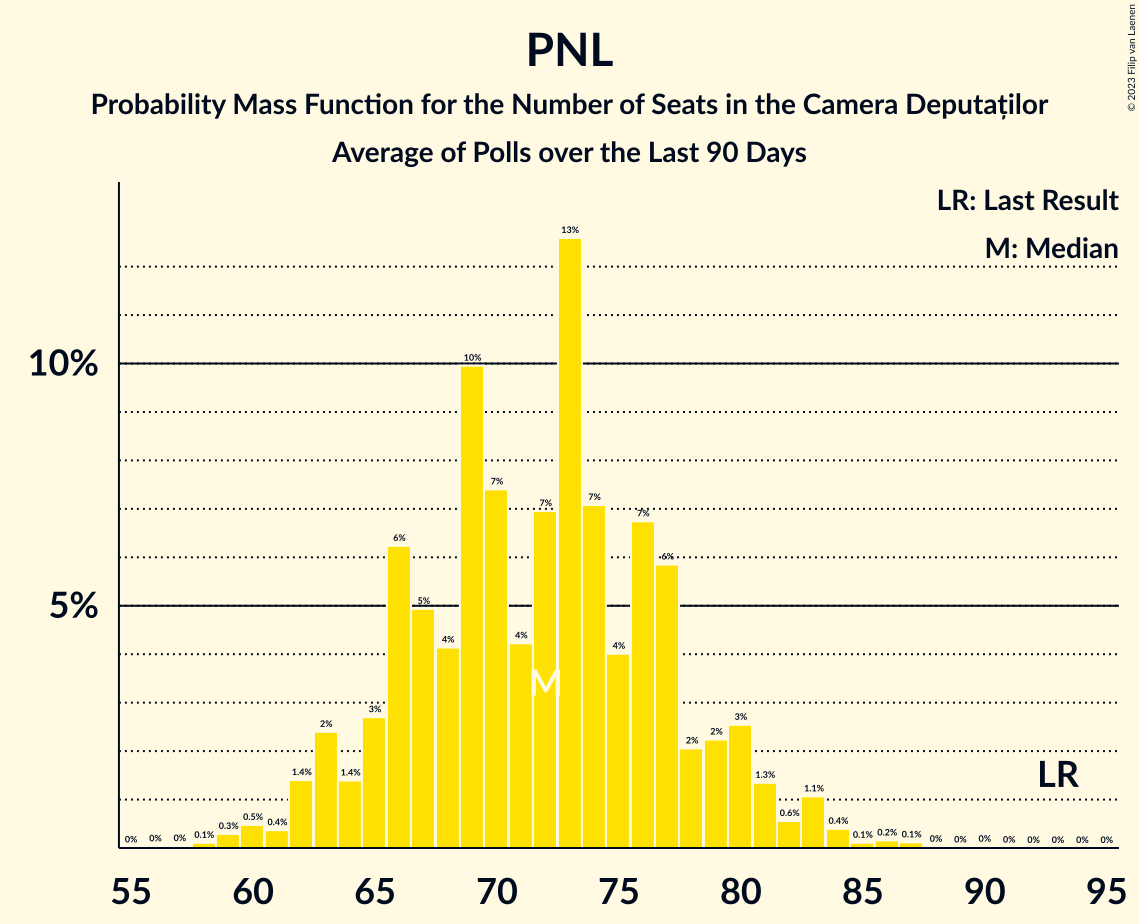 © 2023 Filip van Laenen
PNL
Probability Mass Function for the Number of Seats in the Camera Deputaților
Average of Polls over the Last 90 Days
LR: Last Result
M: Median
10%
5%
0% 0% 0% 0.1% 0.3% 0.5% 0.4% 1.4% 2% 1.4% 3% 6% 5% 4% 10% 7% 4% 7% 13% 7% 4% 7% 6% 2% 2% 3% 1.3% 0.6% 1.1% 0.4% 0.1% 0.2% 0.1% 0% 0% 0% 0% 0% 0% 0% 0%
M
LR
55 60 65 70 75 80 85 90 95